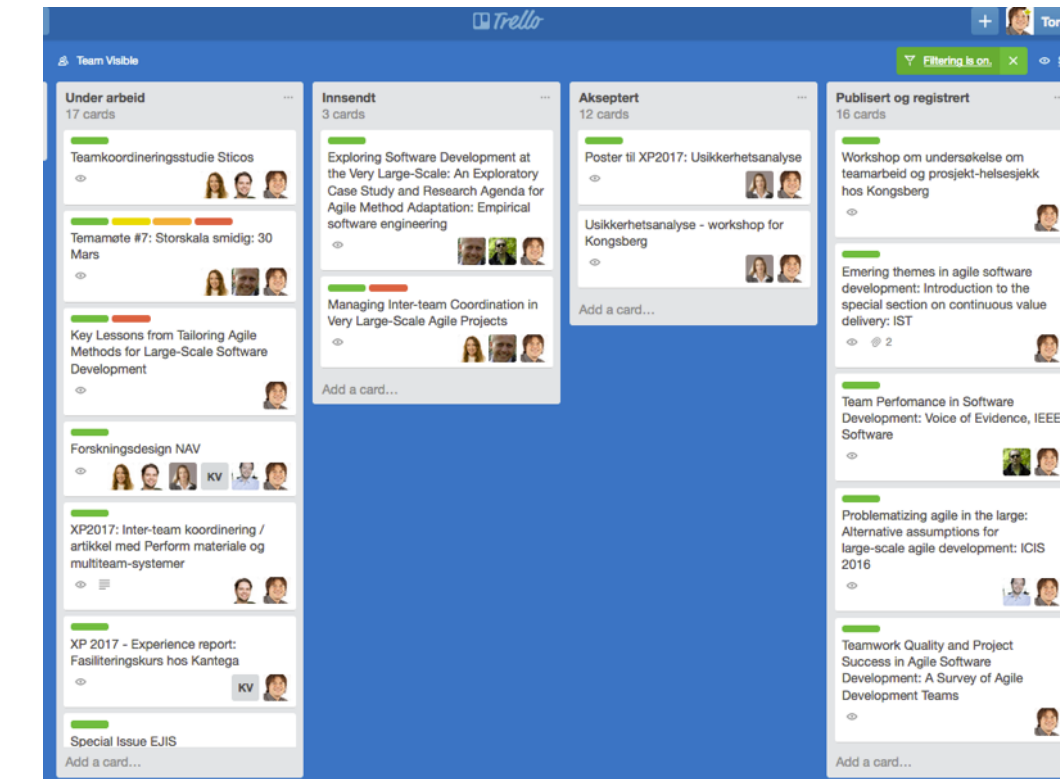 Trello
+
Tor
Team Visible
Filtering is on.
×
Under arbeid
17 cards
Teamkoordineringsstudie Sticos
Temamøte #7: Storskala smidig: 30
Mars
Key Lessons from Tailoring Agile
Methods for Large-Scale Software
Development
Forskningsdesign NAV
KV
XP2017: Inter-team koordinering /
artikkel med Perform materiale og
multiteam-systemer
XP 2017 - Experience report:
Fasiliteringskurs hos Kantega
KV
Special Issue EJIS
Add a card...
Innsendt
3 cards
Exploring Software Development at
the Very Large-Scale: An Exploratory
Case Study and Research Agenda for
Agile Method Adaptation: Empirical
software engineering
Managing Inter-team Coordination in
Very Large-Scale Agile Projects
Add a card...
Akseptert
12 cards
Poster til XP2017: Usikkerhetsanalyse
Usikkerhetsanalyse - workshop for
Kongsberg
Add a card...
Publisert og registrert
16 cards
Workshop om undersøkelse om
teamarbeid og prosjekt-helsesjekk
hos Kongsberg
Emering themes in agile software
development: Introduction to the
special section on continuous value
delivery: IST
2
Team Perfomance in Software
Development: Voice of Evidence, IEEE
Software
Problematizing agile in the large:
Alternative assumptions for
large-scale agile development: ICIS
2016
Teamwork Quality and Project
Success in Agile Software
Development: A Survey of Agile
Development Teams
Add a card...